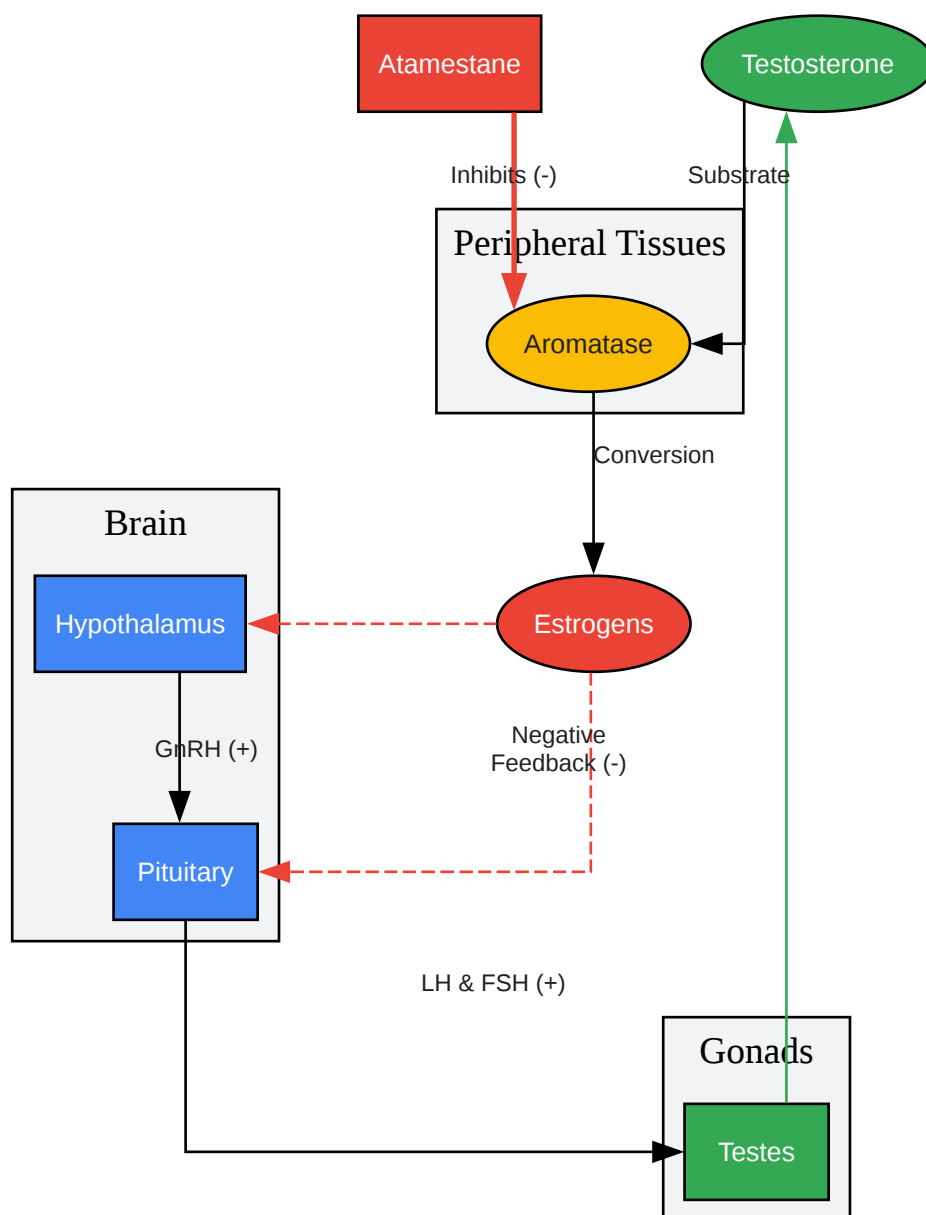 Atamestane
Testosterone
Inhibits (-)
Substrate
Peripheral Tissues
Aromatase
Conversion
Brain
Hypothalamus
Estrogens
GnRH (+)
Negative
Feedback (-)
Pituitary
LH & FSH (+)
Gonads
Testes